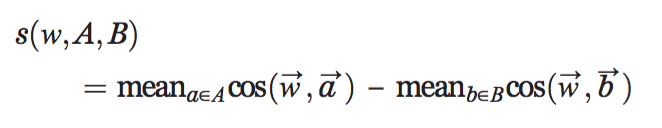 s(w,A,B)
= mean_{a∈A}cos(w⃗,a⃗) − mean_{b∈B}cos(w⃗,b⃗)